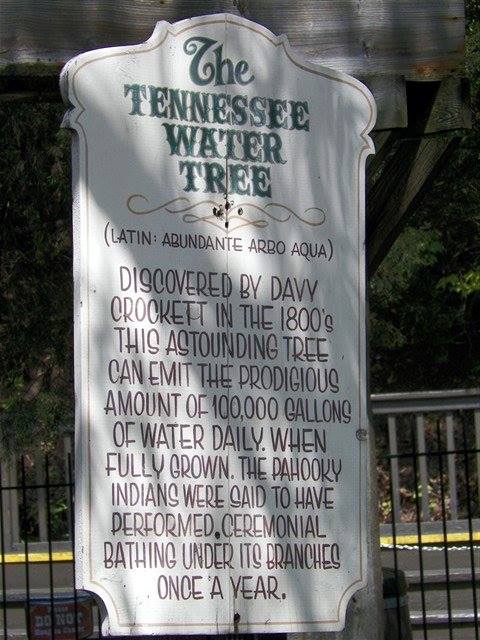 The
TENNESSEE
WATER
TREE
(LATIN: ABUNDANTE ARBO AQUA)
DISCOVERED BY DAVY
CROCKETT IN THE 1800's
THIS ASTOUNDING TREE
CAN EMIT THE PRODIGIOUS
AMOUNT OF 100,000 GALLONS
OF WATER DAILY. WHEN
FULLY GROWN. THE PAHOOKY
INDIANS WERE SAID TO HAVE
PERFORMED CEREMONIAL
BATHING UNDER ITS BRANCHES
ONCE A YEAR.
DO NOT